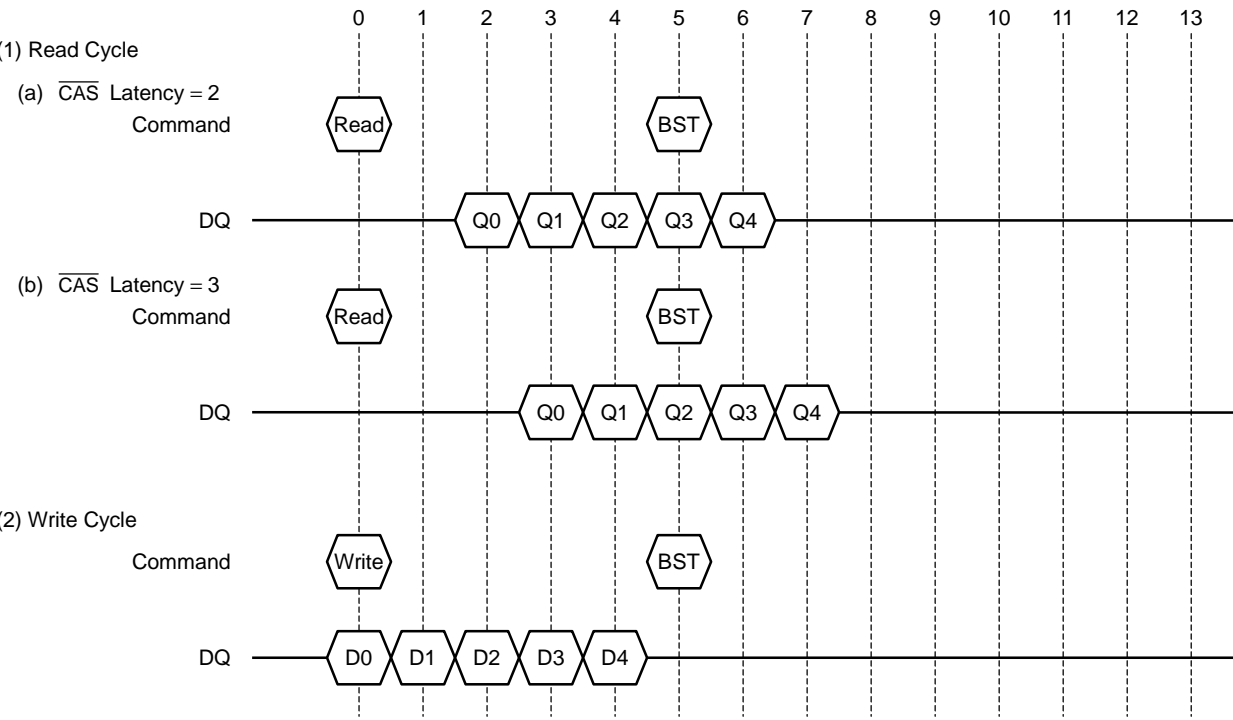 0 1 2 3 4 5 6 7 8 9 10 11 12 13
(1) Read Cycle
(a) CAS Latency = 2
Command Read BST
DQ Q0 Q1 Q2 Q3 Q4
(b) CAS Latency = 3
Command Read BST
DQ Q0 Q1 Q2 Q3 Q4
(2) Write Cycle
Command Write BST
DQ D0 D1 D2 D3 D4